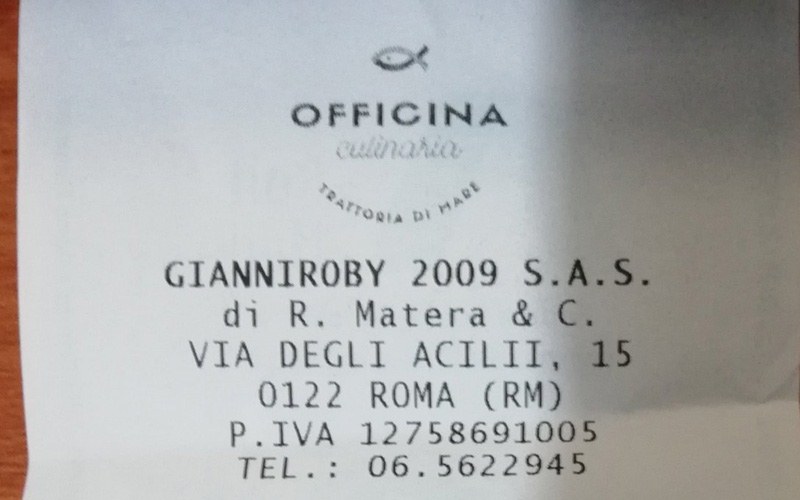 OFFICINA
culinaria
TRATTORIA DI MARE
GIANNIROBY 2009 S.A.S.
di R. Matera & C.
VIA DEGLI ACILII, 15
0122 ROMA (RM)
P.IVA 12758691005
TEL.: 06.5622945